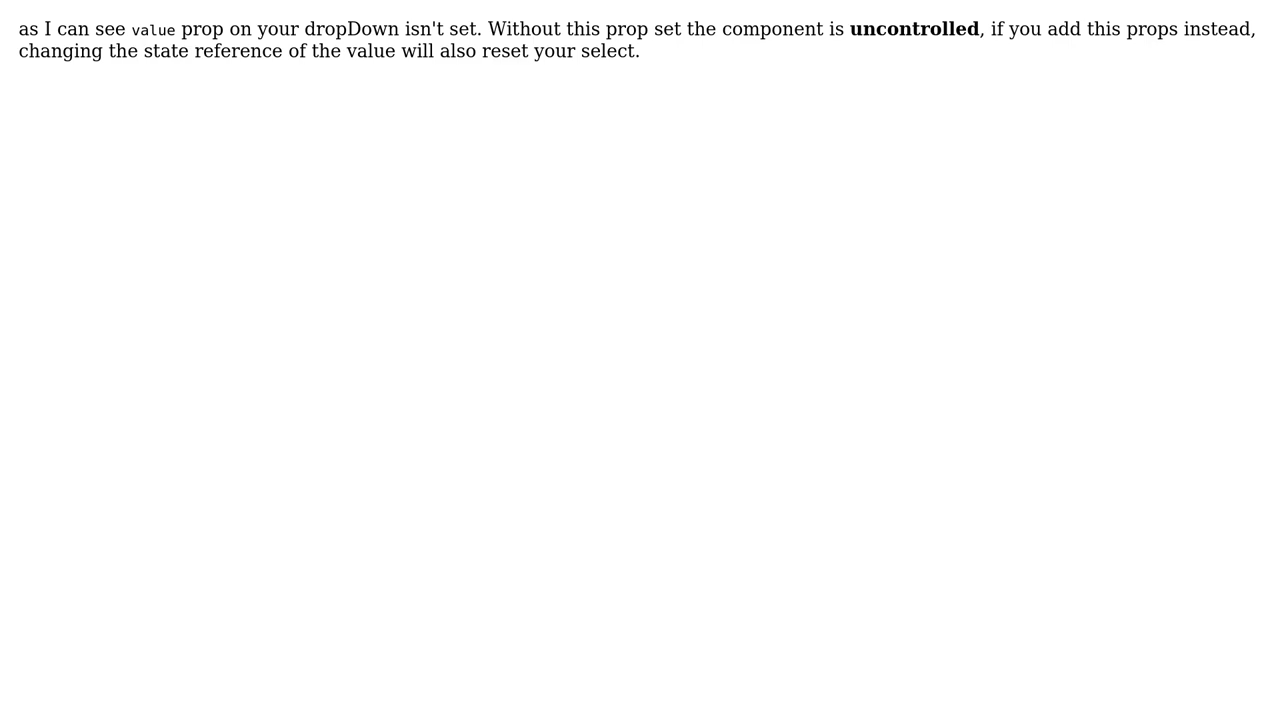 as I can see value prop on your dropDown isn't set. Without this prop set the component is uncontrolled, if you add this props instead,
changing the state reference of the value will also reset your select.